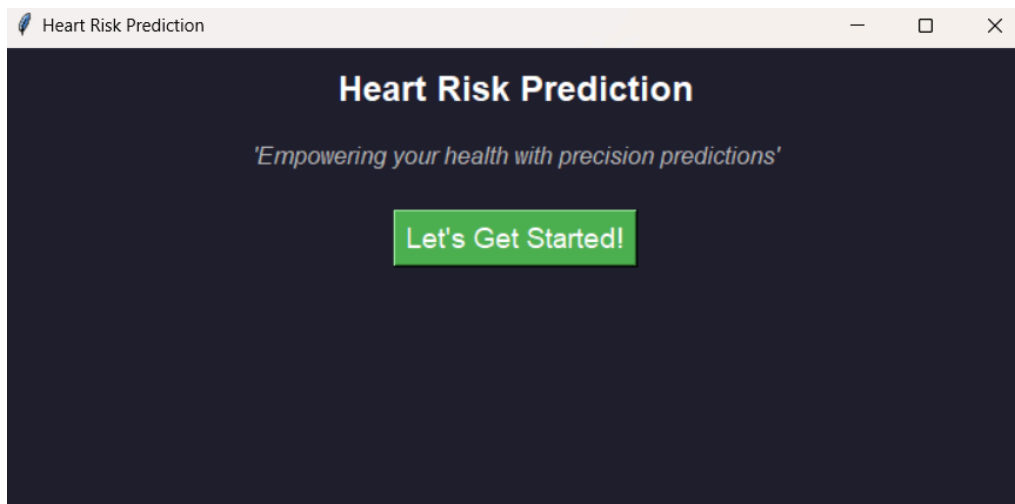 Heart Risk Prediction
Heart Risk Prediction
'Empowering your health with precision predictions'
Let's Get Started!